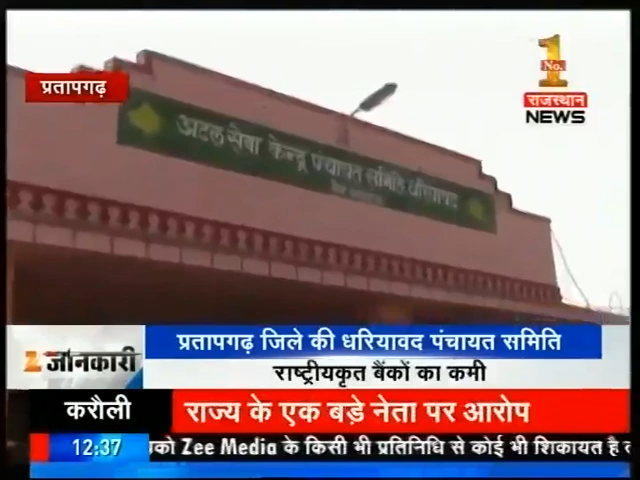 प्रतापगढ़
No. 1
राजस्थान
NEWS
अटल सेवा केन्द्र पंचायत समिति धरियावद
Z जानकारी
प्रतापगढ़ जिले की धरियावद पंचायत समिति
राष्ट्रीयकृत बैंकों का कमी
करौली
राज्य के एक बड़े नेता पर आरोप
12:37
Zee Media के किसी भी प्रतिनिधि से कोई भी शिकायत है